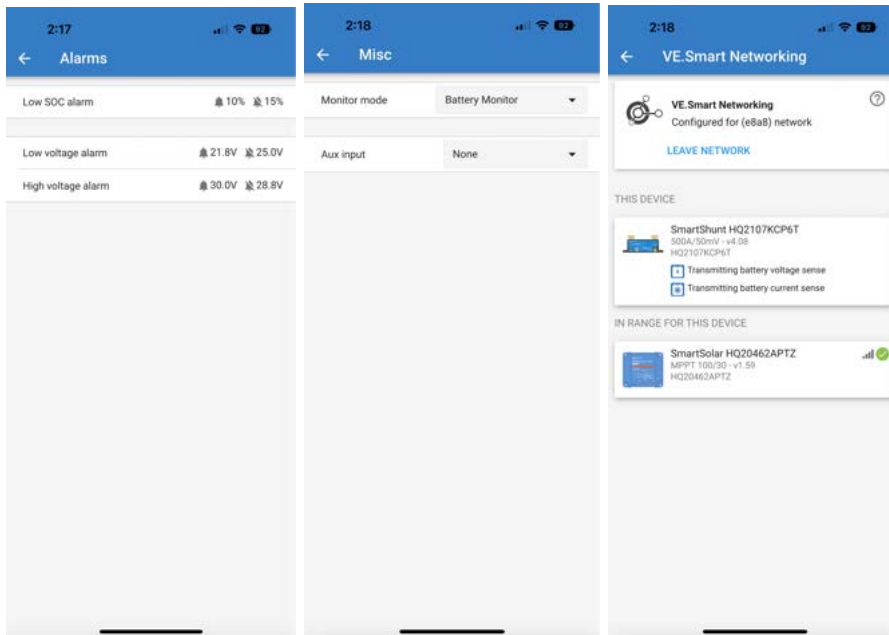 2:17
92
Alarms
Low SOC alarm 10% 15%
Low voltage alarm 21.8V 25.0V
High voltage alarm 30.0V 28.8V
2:18
92
Misc
Monitor mode Battery Monitor
Aux input None
2:18
92
VE.Smart Networking
VE.Smart Networking
Configured for (e8a8) network
LEAVE NETWORK
THIS DEVICE
SmartShunt HQ2107KCP6T
500A/50mV - v4.08
HQ2107KCP6T
Transmitting battery voltage sense
Transmitting battery current sense
IN RANGE FOR THIS DEVICE
SmartSolar HQ20462APTZ
MPPT 100/30 - v1.59
HQ20462APTZ